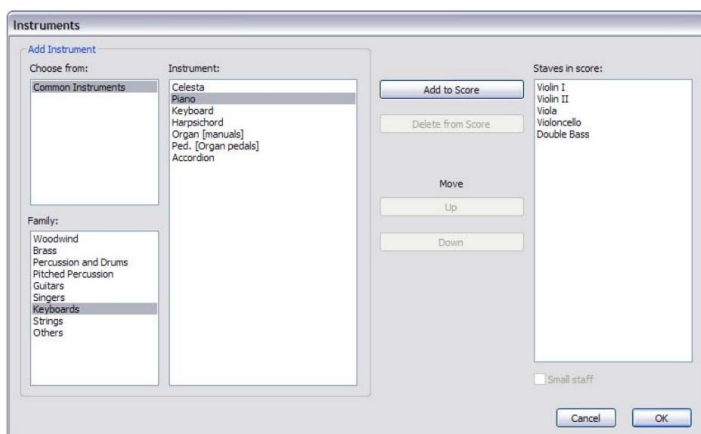 Instruments
Add Instrument
Choose from:
Common Instruments
Family:
Woodwind
Brass
Percussion and Drums
Pitched Percussion
Guitars
Singers
Keyboards
Strings
Others
Instrument:
Celesta
Piano
Keyboard
Harpsichord
Organ [manuals]
Ped. [Organ pedals]
Accordion
Add to Score
Delete from Score
Move
Up
Down
Staves in score:
Violin I
Violin II
Viola
Violoncello
Double Bass
Small staff
Cancel
OK